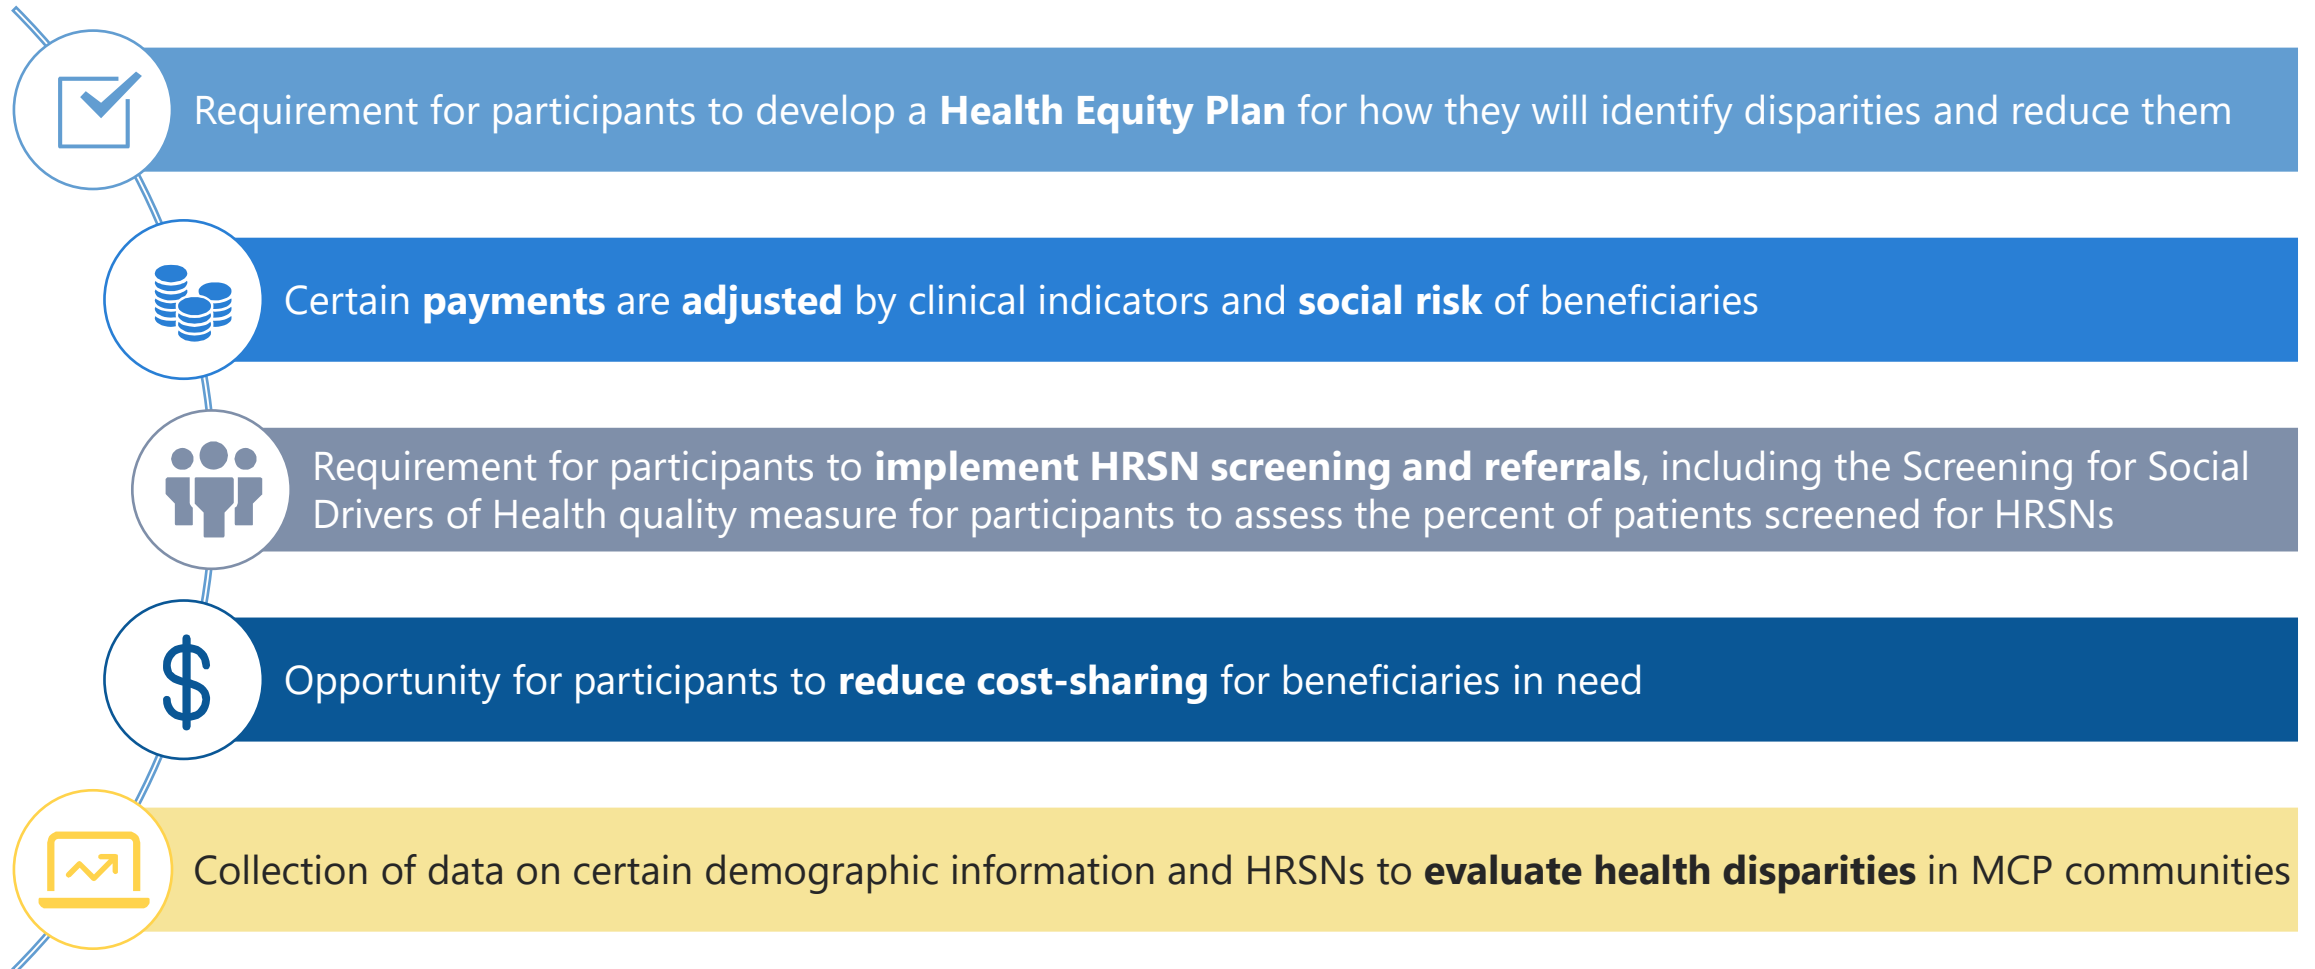 Requirement for participants to develop a Health Equity Plan for how they will identify disparities and reduce them
Certain payments are adjusted by clinical indicators and social risk of beneficiaries
Requirement for participants to implement HRSN screening and referrals, including the Screening for Social
Drivers of Health quality measure for participants to assess the percent of patients screened for HRSNs
Opportunity for participants to reduce cost-sharing for beneficiaries in need
Collection of data on certain demographic information and HRSNs to evaluate health disparities in MCP communities